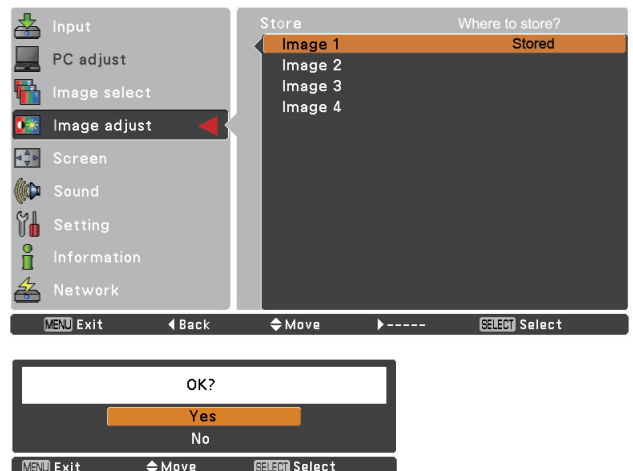 Input
PC adjust
Image select
Image adjust
Screen
Sound
Setting
Information
Network
Store Where to store?
Image 1 Stored
Image 2
Image 3
Image 4
MENU Exit Back Move ----- SELECT Select
OK?
Yes
No
MENU Exit Move SELECT Select